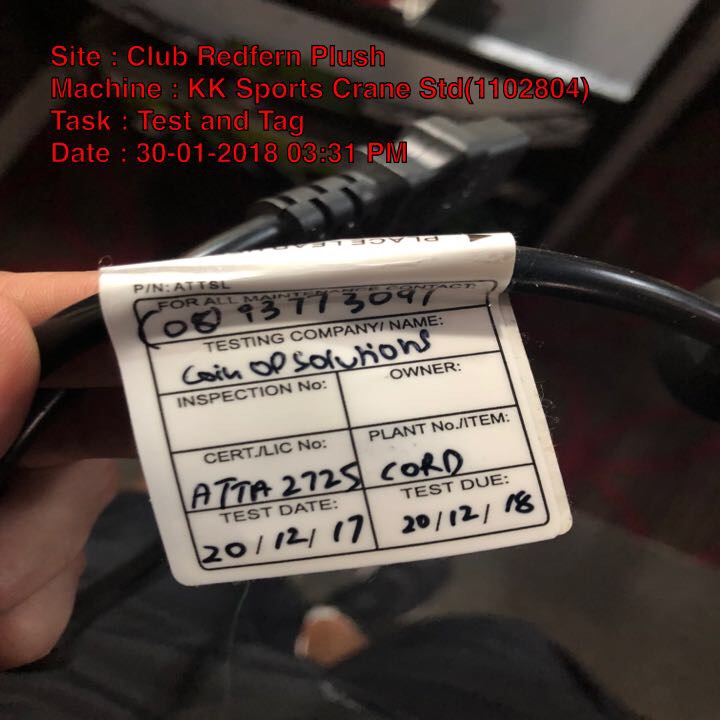 Site : Club Redfern Plush
Machine : KK Sports Crane Std(1102804)
Task : Test and Tag
Date : 30-01-2018 03:31 PM
P/N: ATTSL
FOR ALL MAINTENANCE CONTACT:
(08) 93773091
TESTING COMPANY/ NAME:
Coin OP Solutions
INSPECTION No:
OWNER:
CERT./LIC No:
PLANT No./ITEM:
ATTA 2725
CORD
TEST DATE:
TEST DUE:
20/12/17
20/12/18